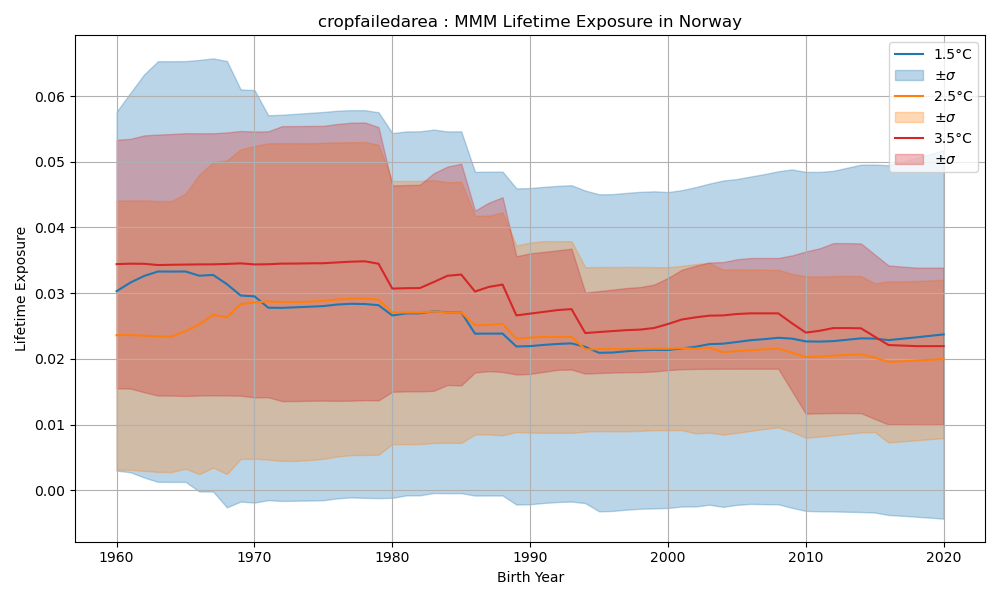 cropfailedarea : MMM Lifetime Exposure in Norway
1.5°C
±σ
2.5°C
±σ
3.5°C
±σ
0.06
0.05
0.04
0.03
0.02
0.01
0.00
Lifetime Exposure
1960 1970 1980 1990 2000 2010 2020
Birth Year